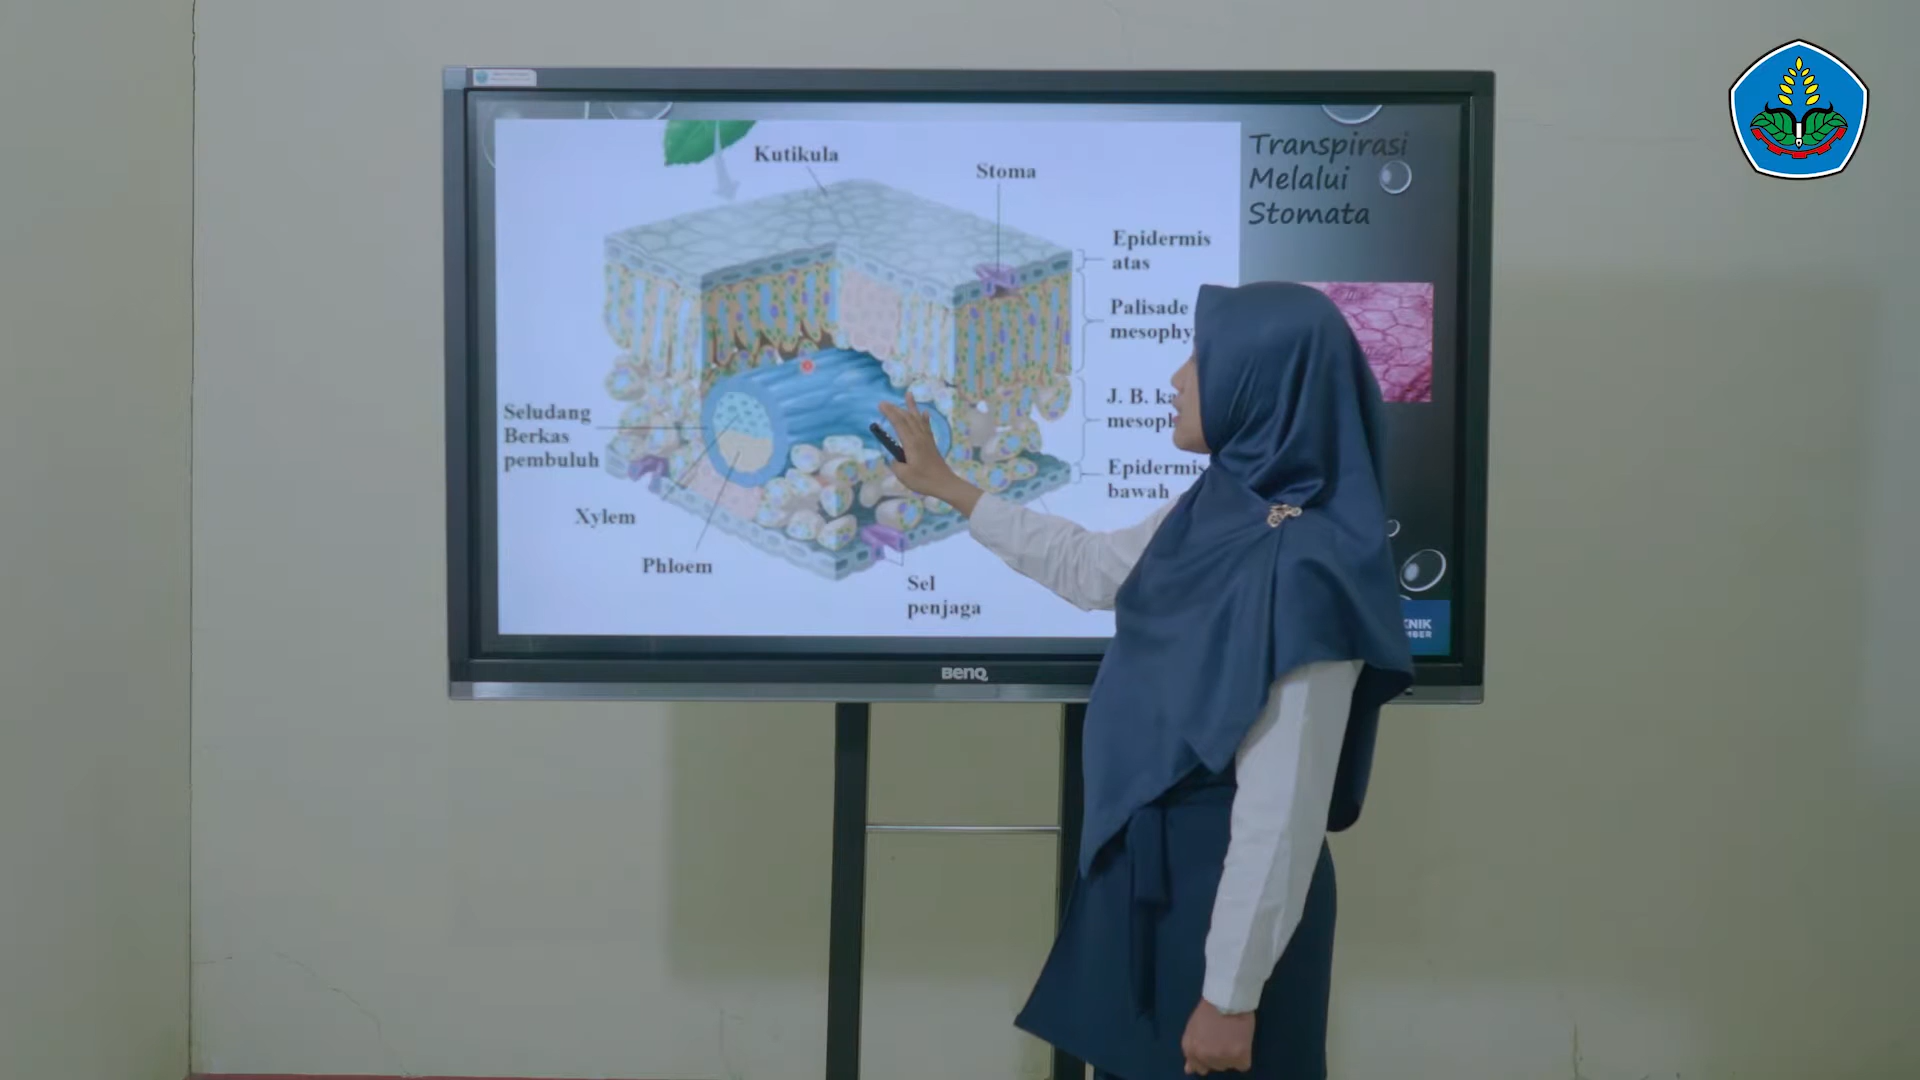 Kutikula
Stoma
Transpirasi
Melalui
Stomata
Epidermis
atas
Palisade
Seludang
Berkas
pembuluh
J. B.
Epidermis
bawah
Xylem
Phloem
Sel
penjaga
BenQ